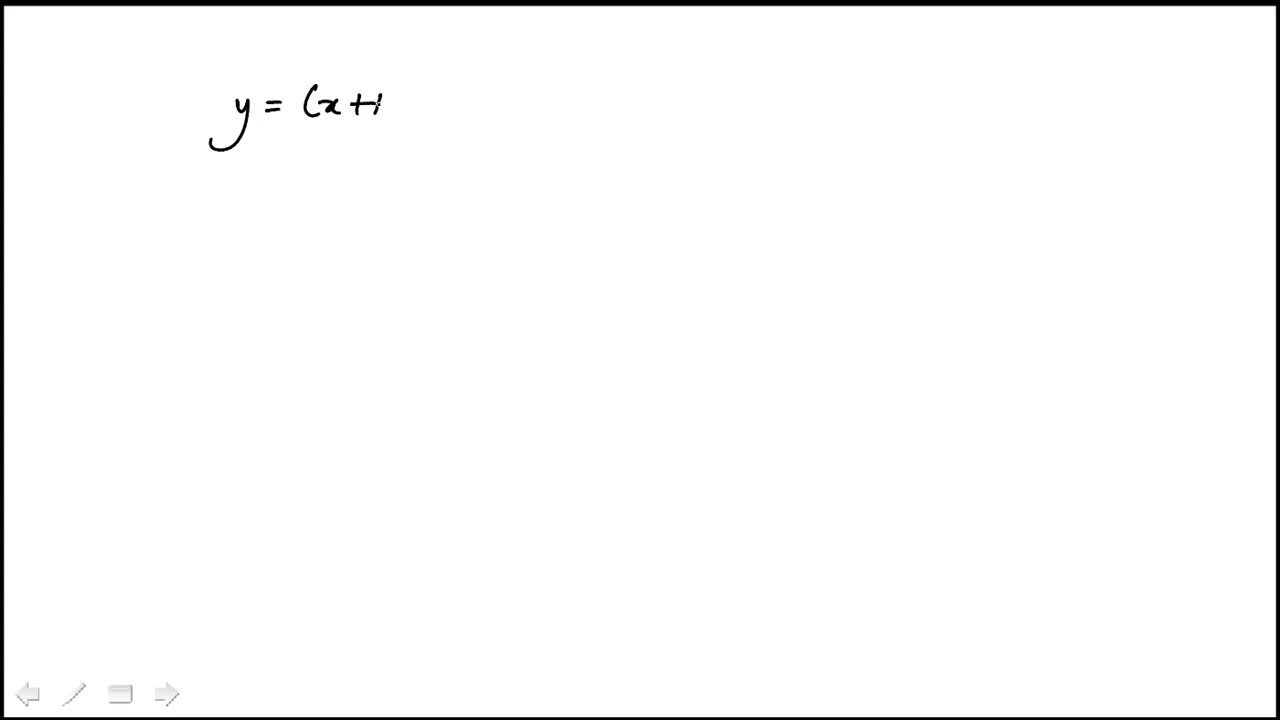 y = (x+1